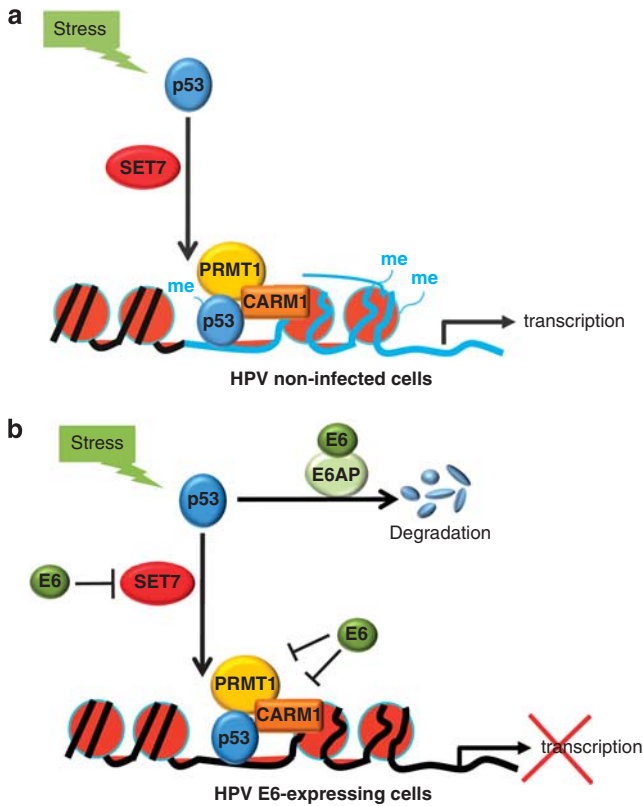 a
Stress
p53
SET7
PRMT1
me
me
me
CARM1
p53
transcription
HPV non-infected cells
b
Stress
E6
E6AP
p53
Degradation
E6
SET7
E6
PRMT1
CARM1
p53
transcription
HPV E6-expressing cells